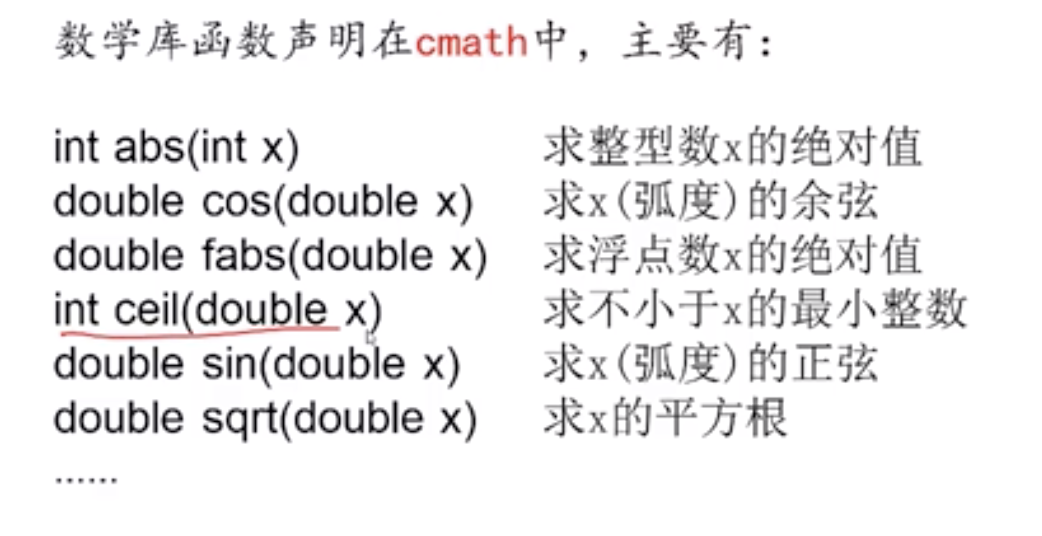 数学库函数声明在cmath中，主要有：
int abs(int x) 求整型数x的绝对值
double cos(double x) 求x(弧度)的余弦
double fabs(double x) 求浮点数x的绝对值
int ceil(double x) 求不小于x的最小整数
double sin(double x) 求x(弧度)的正弦
double sqrt(double x) 求x的平方根
......